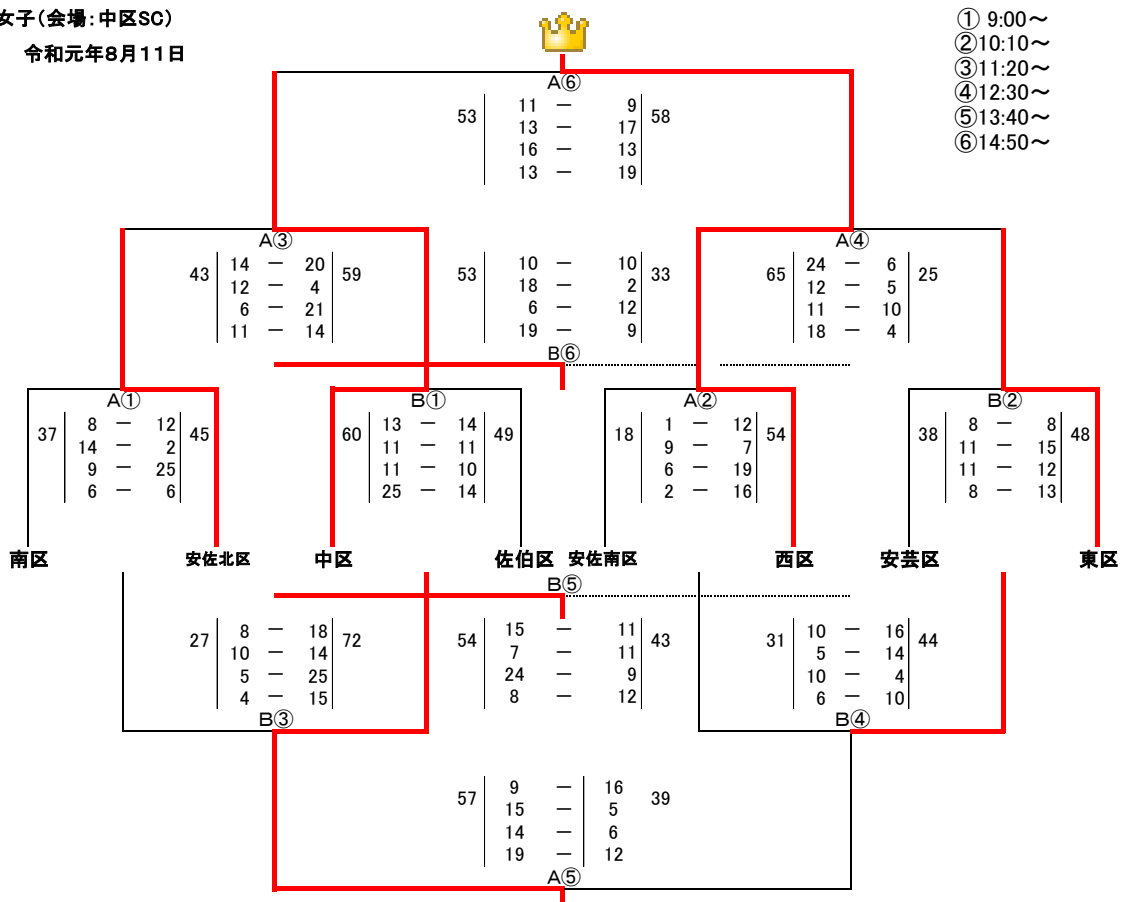 女子(会場:中区SC)
令和元年8月11日
① 9:00～
②10:10～
③11:20～
④12:30～
⑤13:40～
⑥14:50～
A⑥
53 11 － 9 58
13 － 17
16 － 13
13 － 19
A③
43 14 － 20 59
12 － 4
6 － 21
11 － 14
53 10 － 10 33
18 － 2
6 － 12
19 － 9
B⑥
A④
65 24 － 6 25
12 － 5
11 － 10
18 － 4
A①
37 8 － 12 45
14 － 2
9 － 25
6 － 6
B①
60 13 － 14 49
11 － 11
11 － 10
25 － 14
A②
18 1 － 12 54
9 － 7
6 － 19
2 － 16
B②
38 8 － 8 48
11 － 15
11 － 12
8 － 13
南区 安佐北区 中区 佐伯区 安佐南区 西区 安芸区 東区
27 8 － 18 72
10 － 14
5 － 25
4 － 15
B③
B⑤
54 15 － 11 43
7 － 11
24 － 9
8 － 12
31 10 － 16 44
5 － 14
10 － 4
6 － 10
B④
57 9 － 16 39
15 － 5
14 － 6
19 － 12
A⑤